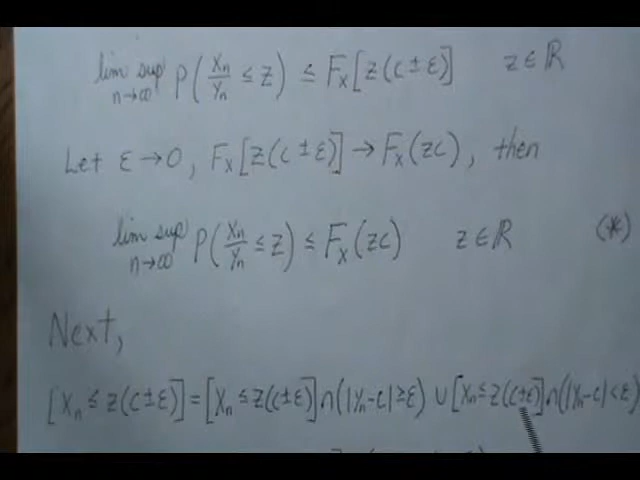 lim sup n→∞ P(Xn/Yn ≤ z) ≤ Fx[z(c±ε)] z∈ℝ
Let ε→0, Fx[z(c±ε)] → Fx(zc), then
lim sup n→∞ P(Xn/Yn ≤ z) ≤ Fx(zc) z∈ℝ (*)
Next,
[Xn ≤ z(c±ε)] = [Xn ≤ z(c±ε)] ∩ (|Yn-c| ≥ ε) ∪ [Xn ≤ z(c±ε)] ∩ (|Yn-c| < ε)